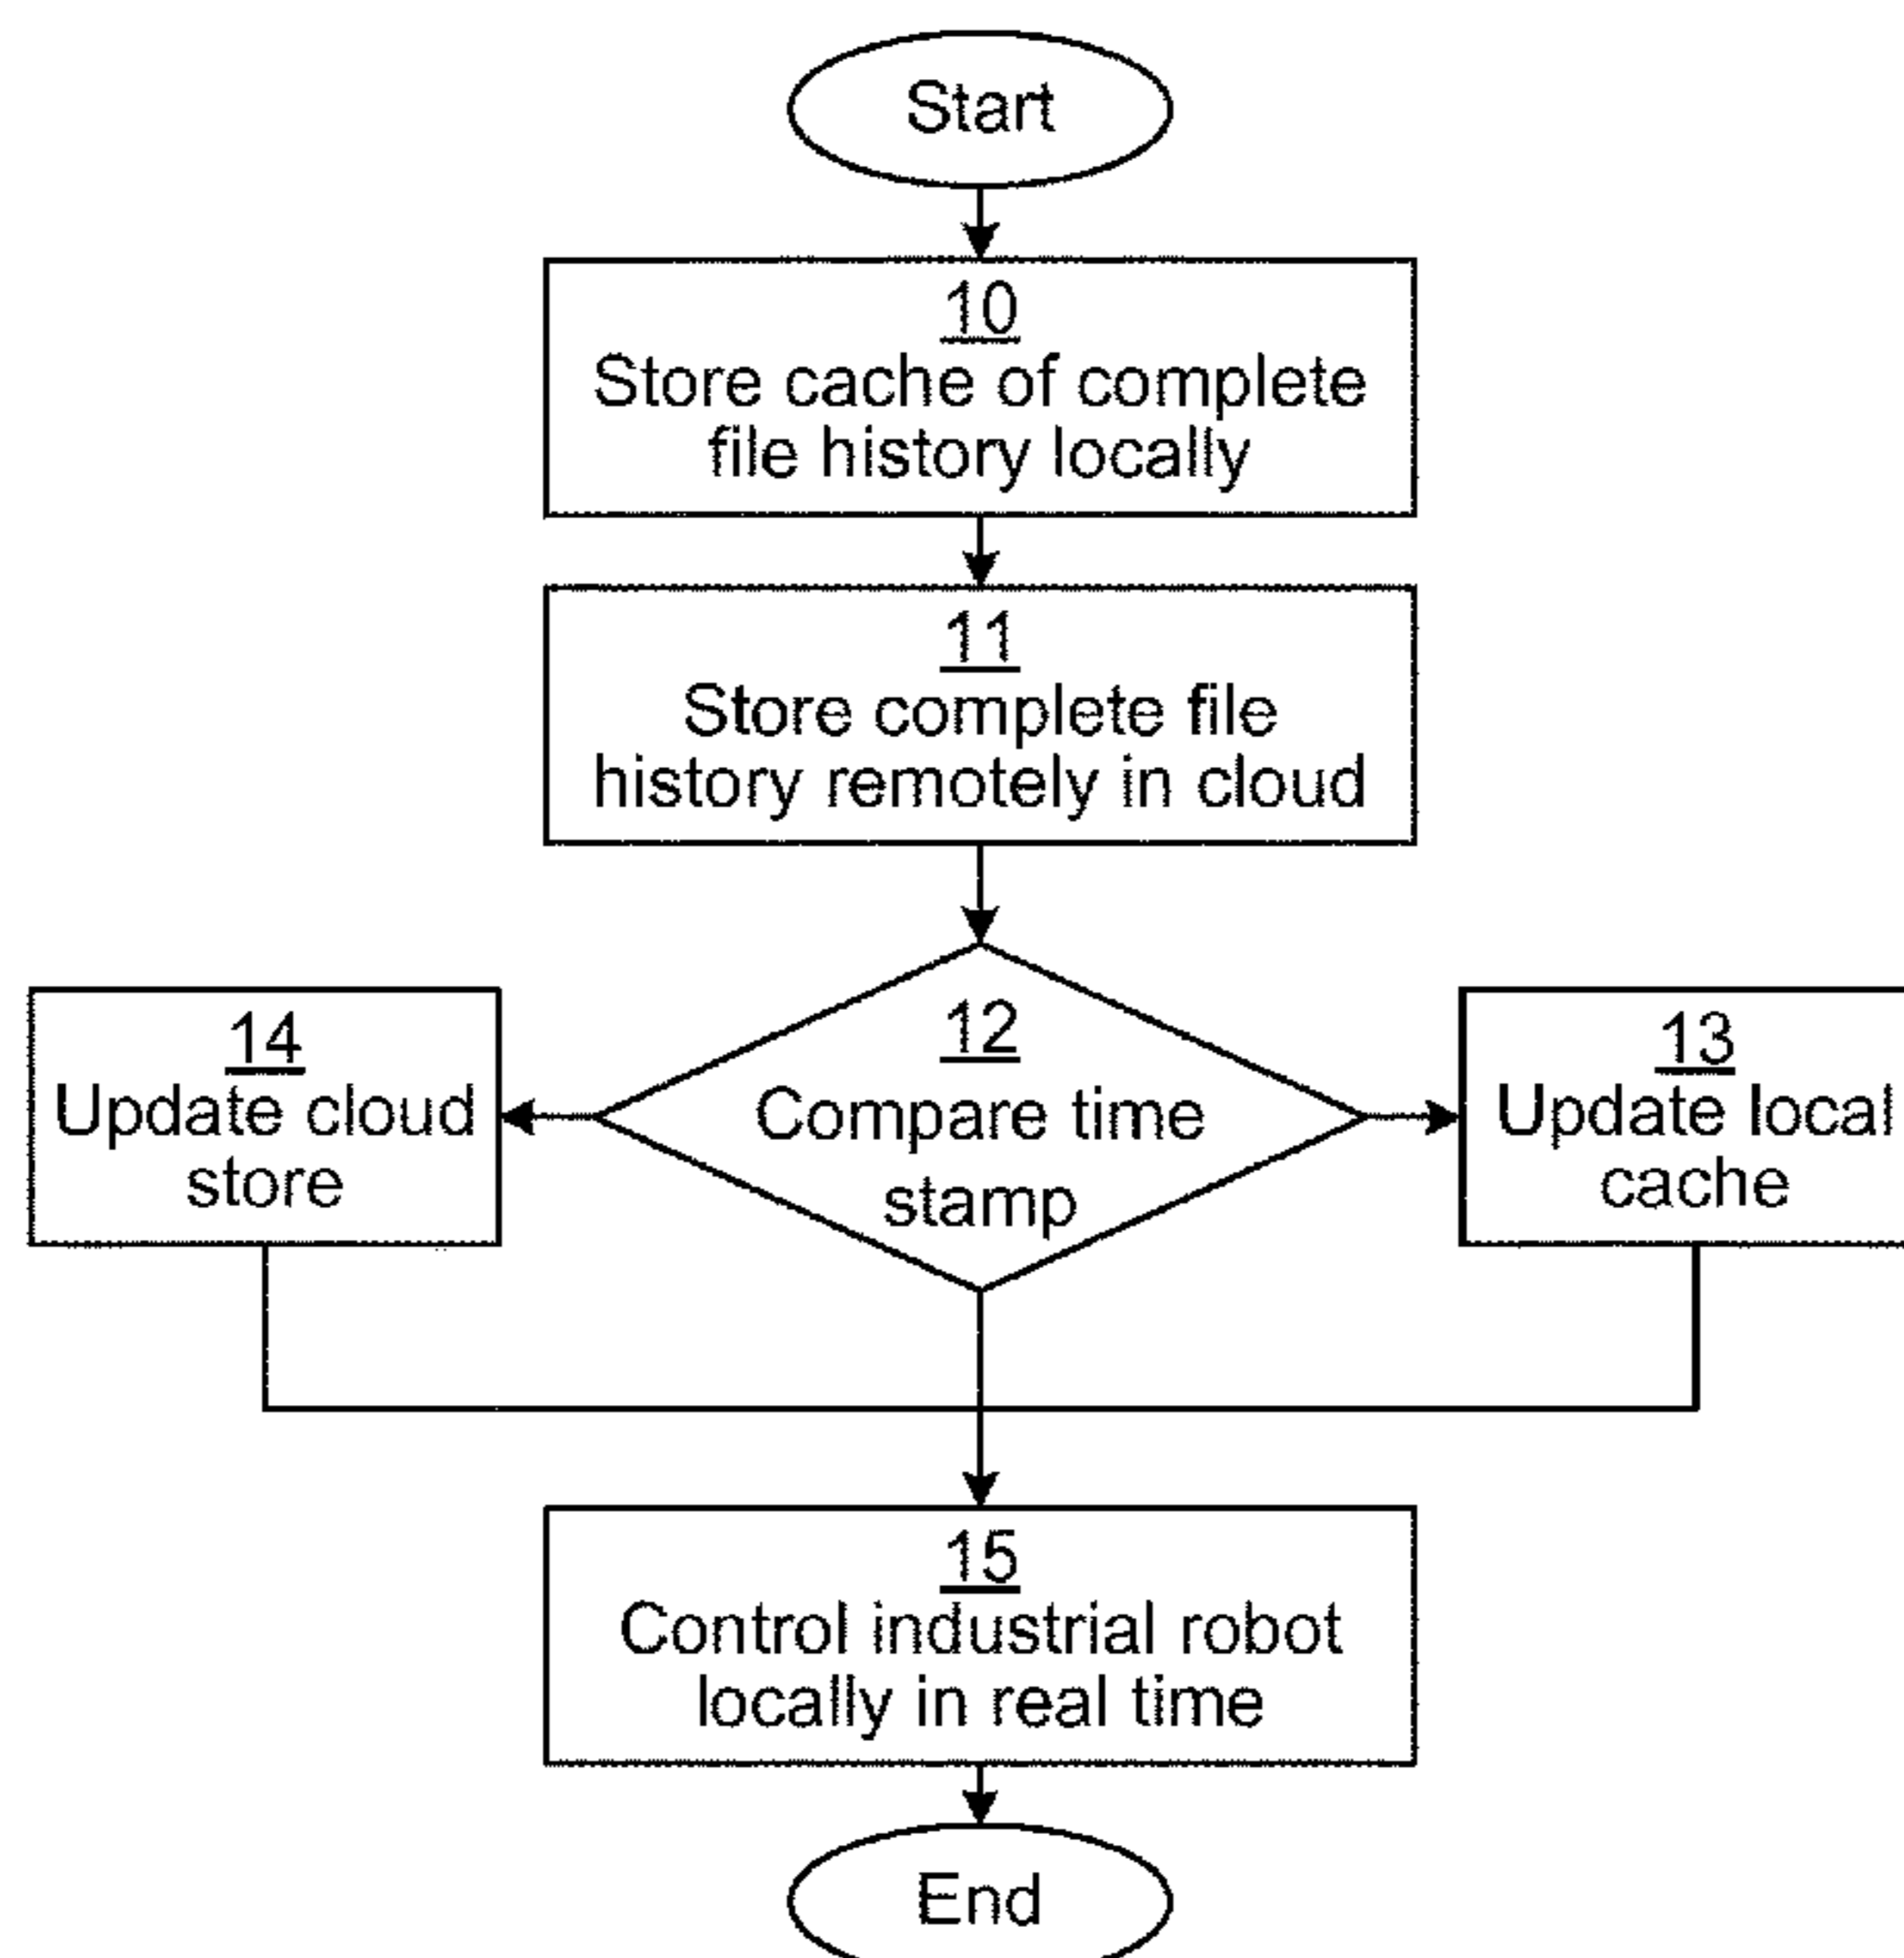 Start
10
Store cache of complete
file history locally
11
Store complete file
history remotely in cloud
12
Compare time
stamp
14
Update cloud
store
13
Update local
cache
15
Control industrial robot
locally in real time
End